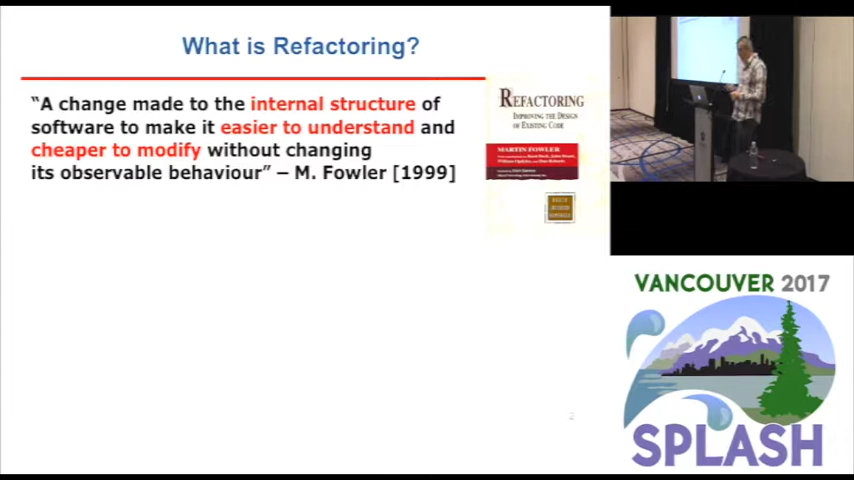 What is Refactoring?
“A change made to the internal structure of
software to make it easier to understand and
cheaper to modify without changing
its observable behaviour” – M. Fowler [1999]
REFACTORING
IMPROVING THE DESIGN
OF EXISTING CODE
MARTIN FOWLER
2
VANCOUVER 2017
SPLASH